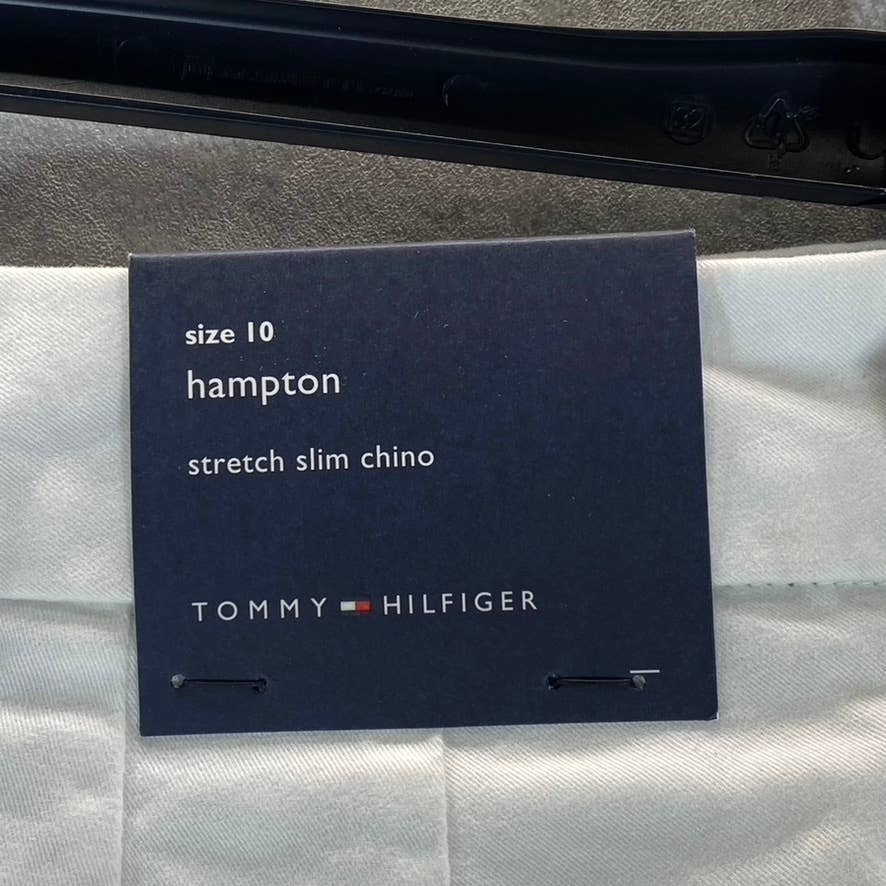 size 10
hampton
stretch slim chino
TOMMY HILFIGER